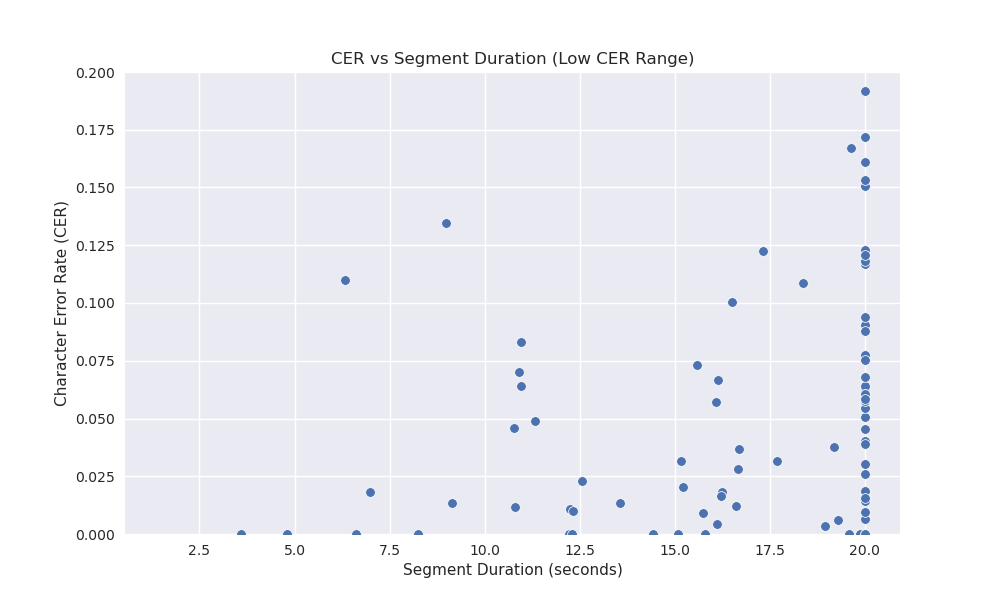 CER vs Segment Duration (Low CER Range)
Character Error Rate (CER)
0.200
0.175
0.150
0.125
0.100
0.075
0.050
0.025
0.000
2.5 5.0 7.5 10.0 12.5 15.0 17.5 20.0
Segment Duration (seconds)